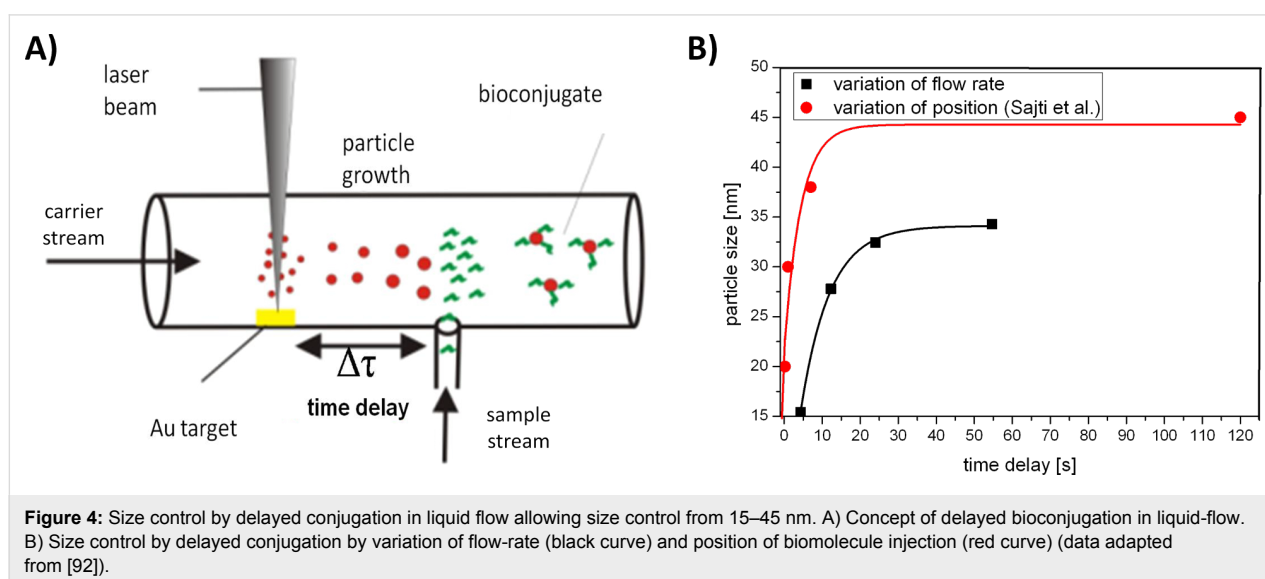 A)
laser
beam
bioconjugate
particle
growth
carrier
stream
Δτ
time delay
Au target
sample
stream
B)
variation of flow rate
variation of position (Sajti et al.)
particle size [nm]
50
45
40
35
30
25
20
15
0 10 20 30 40 50 60 70 80 90 100 110 120
time delay [s]
Figure 4: Size control by delayed conjugation in liquid flow allowing size control from 15–45 nm. A) Concept of delayed bioconjugation in liquid-flow.
B) Size control by delayed conjugation by variation of flow-rate (black curve) and position of biomolecule injection (red curve) (data adapted
from [92]).